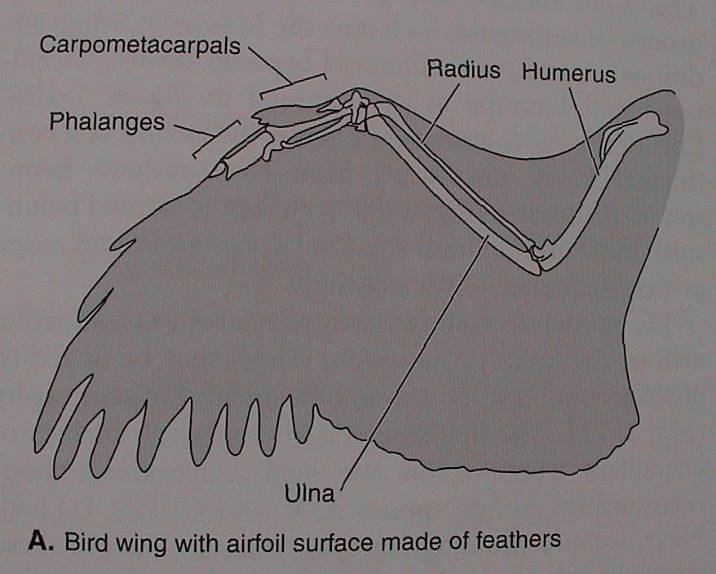 Carpometacarpals
Radius Humerus
Phalanges
Ulna
A. Bird wing with airfoil surface made of feathers